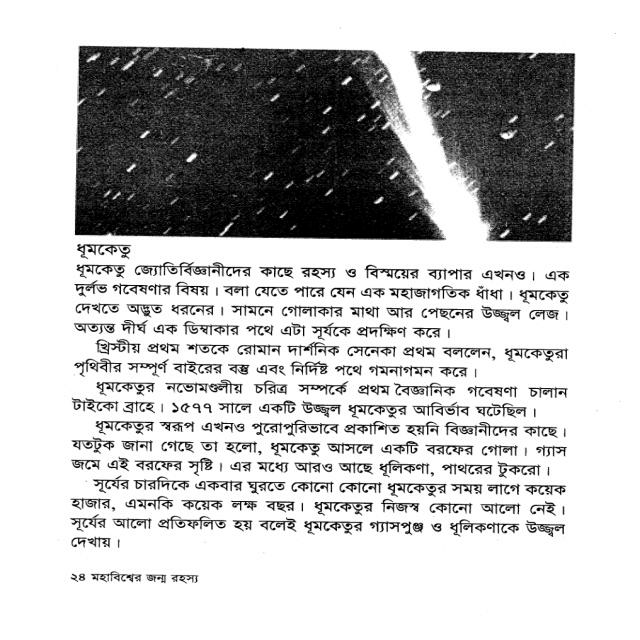 ধূমকেতু
ধূমকেতু জ্যোতির্বিজ্ঞানীদের কাছে রহস্য ও বিস্ময়ের ব্যাপার এখনও। এক
দুর্লভ গবেষণার বিষয়। বলা যেতে পারে যেন এক মহাজাগতিক ধাঁধা। ধূমকেতু
দেখতে অদ্ভুত ধরনের। সামনে গোলাকার মাথা আর পেছনের উজ্জ্বল লেজ।
অত্যন্ত দীর্ঘ এক ডিম্বাকার পথে এটা সূর্যকে প্রদক্ষিণ করে।
খ্রিস্টীয় প্রথম শতকে রোমান দার্শনিক সেনেকা প্রথম বললেন, ধূমকেতুরা
পৃথিবীর সম্পূর্ণ বাইরের বস্তু এবং নির্দিষ্ট পথে গমনাগমন করে।
ধূমকেতুর নভোমণ্ডলীয় চরিত্র সম্পর্কে প্রথম বৈজ্ঞানিক গবেষণা চালান
টাইকো ব্রাহে। ১৫৭৭ সালে একটি উজ্জ্বল ধূমকেতুর আবির্ভাব ঘটেছিল।
ধূমকেতুর স্বরূপ এখনও পুরোপুরিভাবে প্রকাশিত হয়নি বিজ্ঞানীদের কাছে।
যতটুক জানা গেছে তা হলো, ধূমকেতু আসলে একটি বরফের গোলা। গ্যাস
জমে এই বরফের সৃষ্টি। এর মধ্যে আরও আছে ধূলিকণা, পাথরের টুকরো।
সূর্যের চারদিকে একবার ঘুরতে কোনো কোনো ধূমকেতুর সময় লাগে কয়েক
হাজার, এমনকি কয়েক লক্ষ বছর। ধূমকেতুর নিজস্ব কোনো আলো নেই।
সূর্যের আলো প্রতিফলিত হয় বলেই ধূমকেতুর গ্যাসপুঞ্জ ও ধূলিকণাকে উজ্জ্বল
দেখায়।
২৪ মহাবিশ্বের জন্ম রহস্য